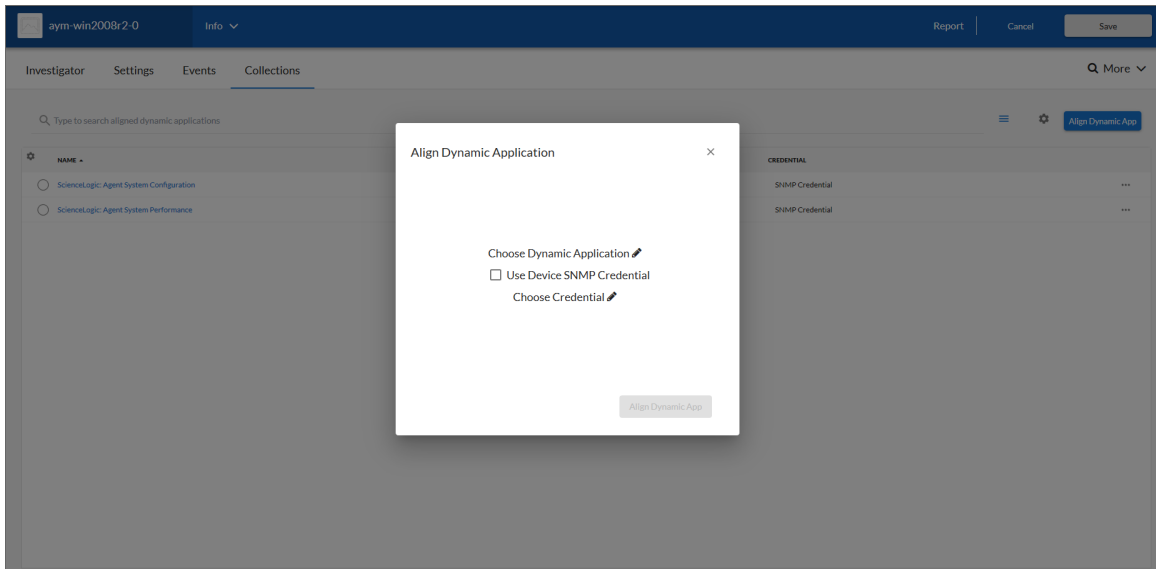 aym-win2008r2-0
Info
Report
Cancel
Save
Investigator
Settings
Events
Collections
More
Type to search aligned dynamic applications
Align Dynamic App
Align Dynamic Application
NAME
CREDENTIAL
ScienceLogic: Agent System Configuration
SNMP Credential
ScienceLogic: Agent System Performance
SNMP Credential
Choose Dynamic Application
Use Device SNMP Credential
Choose Credential
Align Dynamic App